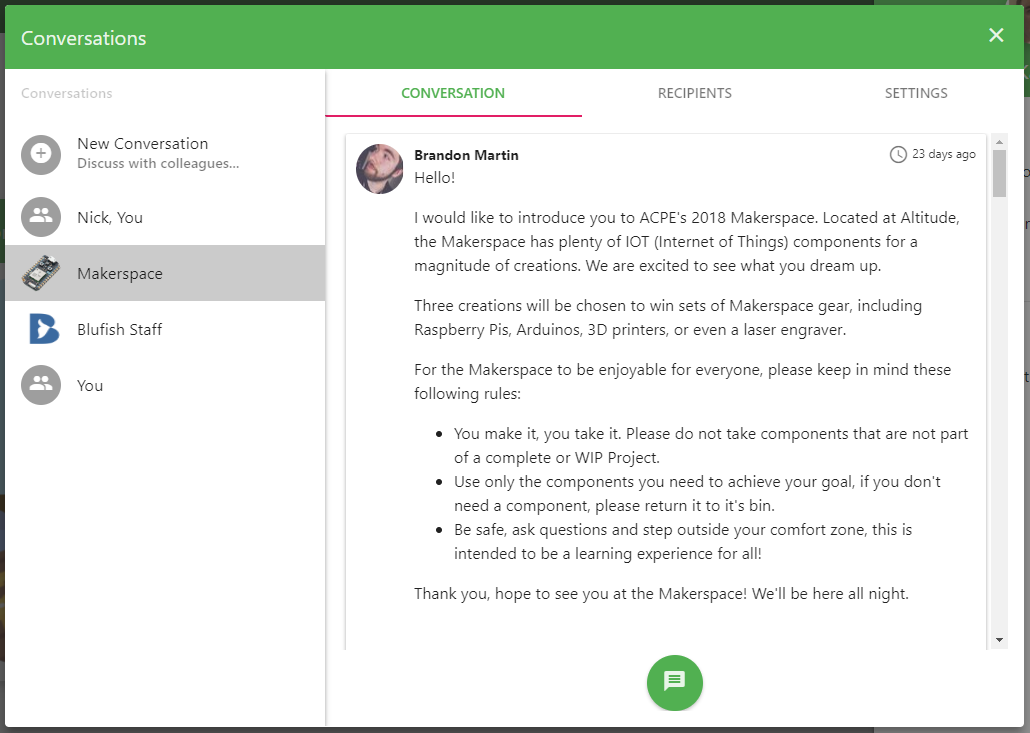 Conversations
Conversations
New Conversation
Discuss with colleagues...
Nick, You
Makerspace
Blufish Staff
You
CONVERSATION
RECIPIENTS
SETTINGS
Brandon Martin
23 days ago
Hello!
I would like to introduce you to ACPE's 2018 Makerspace. Located at Altitude,
the Makerspace has plenty of IOT (Internet of Things) components for a
magnitude of creations. We are excited to see what you dream up.
Three creations will be chosen to win sets of Makerspace gear, including
Raspberry Pis, Arduinos, 3D printers, or even a laser engraver.
For the Makerspace to be enjoyable for everyone, please keep in mind these
following rules:
• You make it, you take it. Please do not take components that are not part
of a complete or WIP Project.
• Use only the components you need to achieve your goal, if you don't
need a component, please return it to it's bin.
• Be safe, ask questions and step outside your comfort zone, this is
intended to be a learning experience for all!
Thank you, hope to see you at the Makerspace! We'll be here all night.